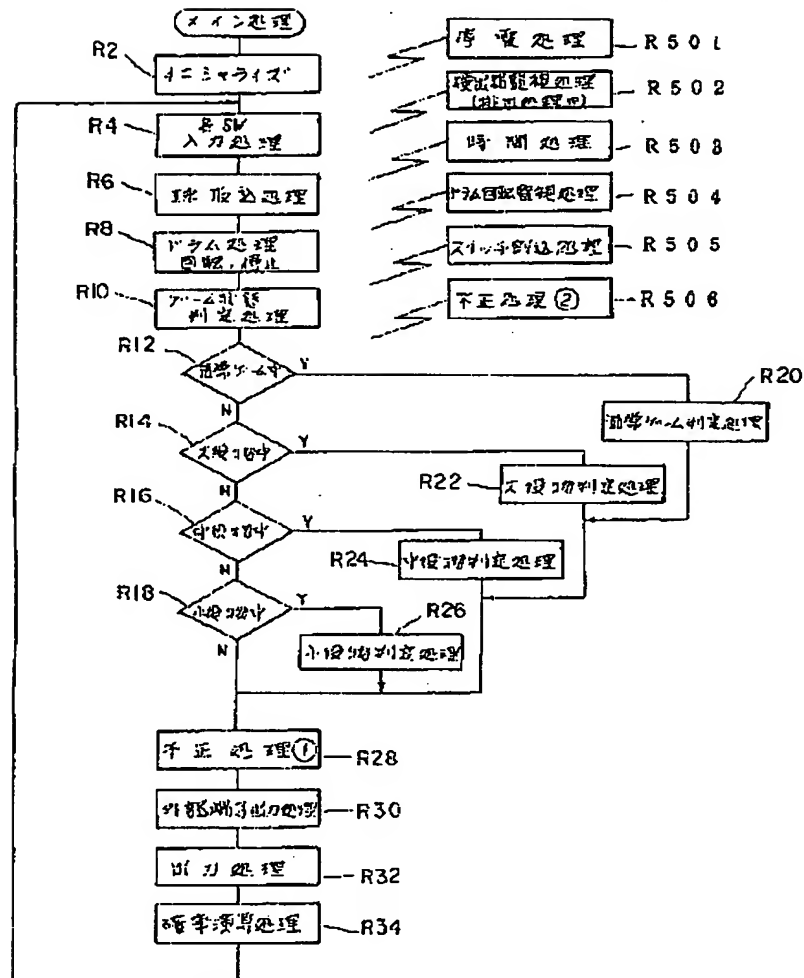 メイン処理
R2
イニシャライズ
R4
各SW
入力処理
R6
球取込処理
R8
ドラム処理
回転,停止
R10
ゲーム状態
判定処理
R12
通常ゲーム中
Y
N
R14
大役物中
Y
N
R16
中役物中
Y
N
R18
小役物中
Y
N
R20
通常ゲーム判定処理
R22
大役物判定処理
R24
中役物判定処理
R26
小役物判定処理
不正処理①
R28
外部端子出力処理
R30
出力処理
R32
確率演算処理
R34
停電処理
R501
検出器監視処理
R502
時間処理
R503
ドラム回転監視処理
R504
スイッチ割込処理
R505
不正処理②
R506